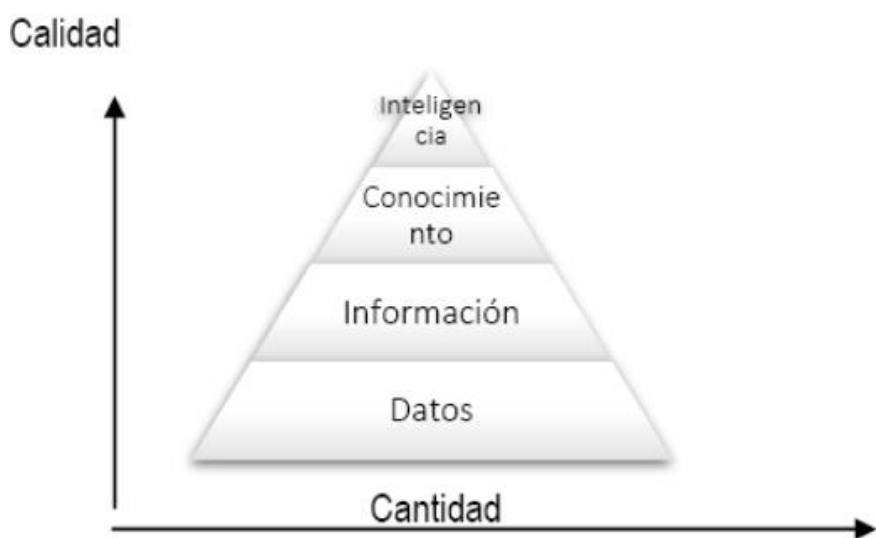 Calidad
Inteligen
cia
Conocimie
nto
Información
Datos
Cantidad